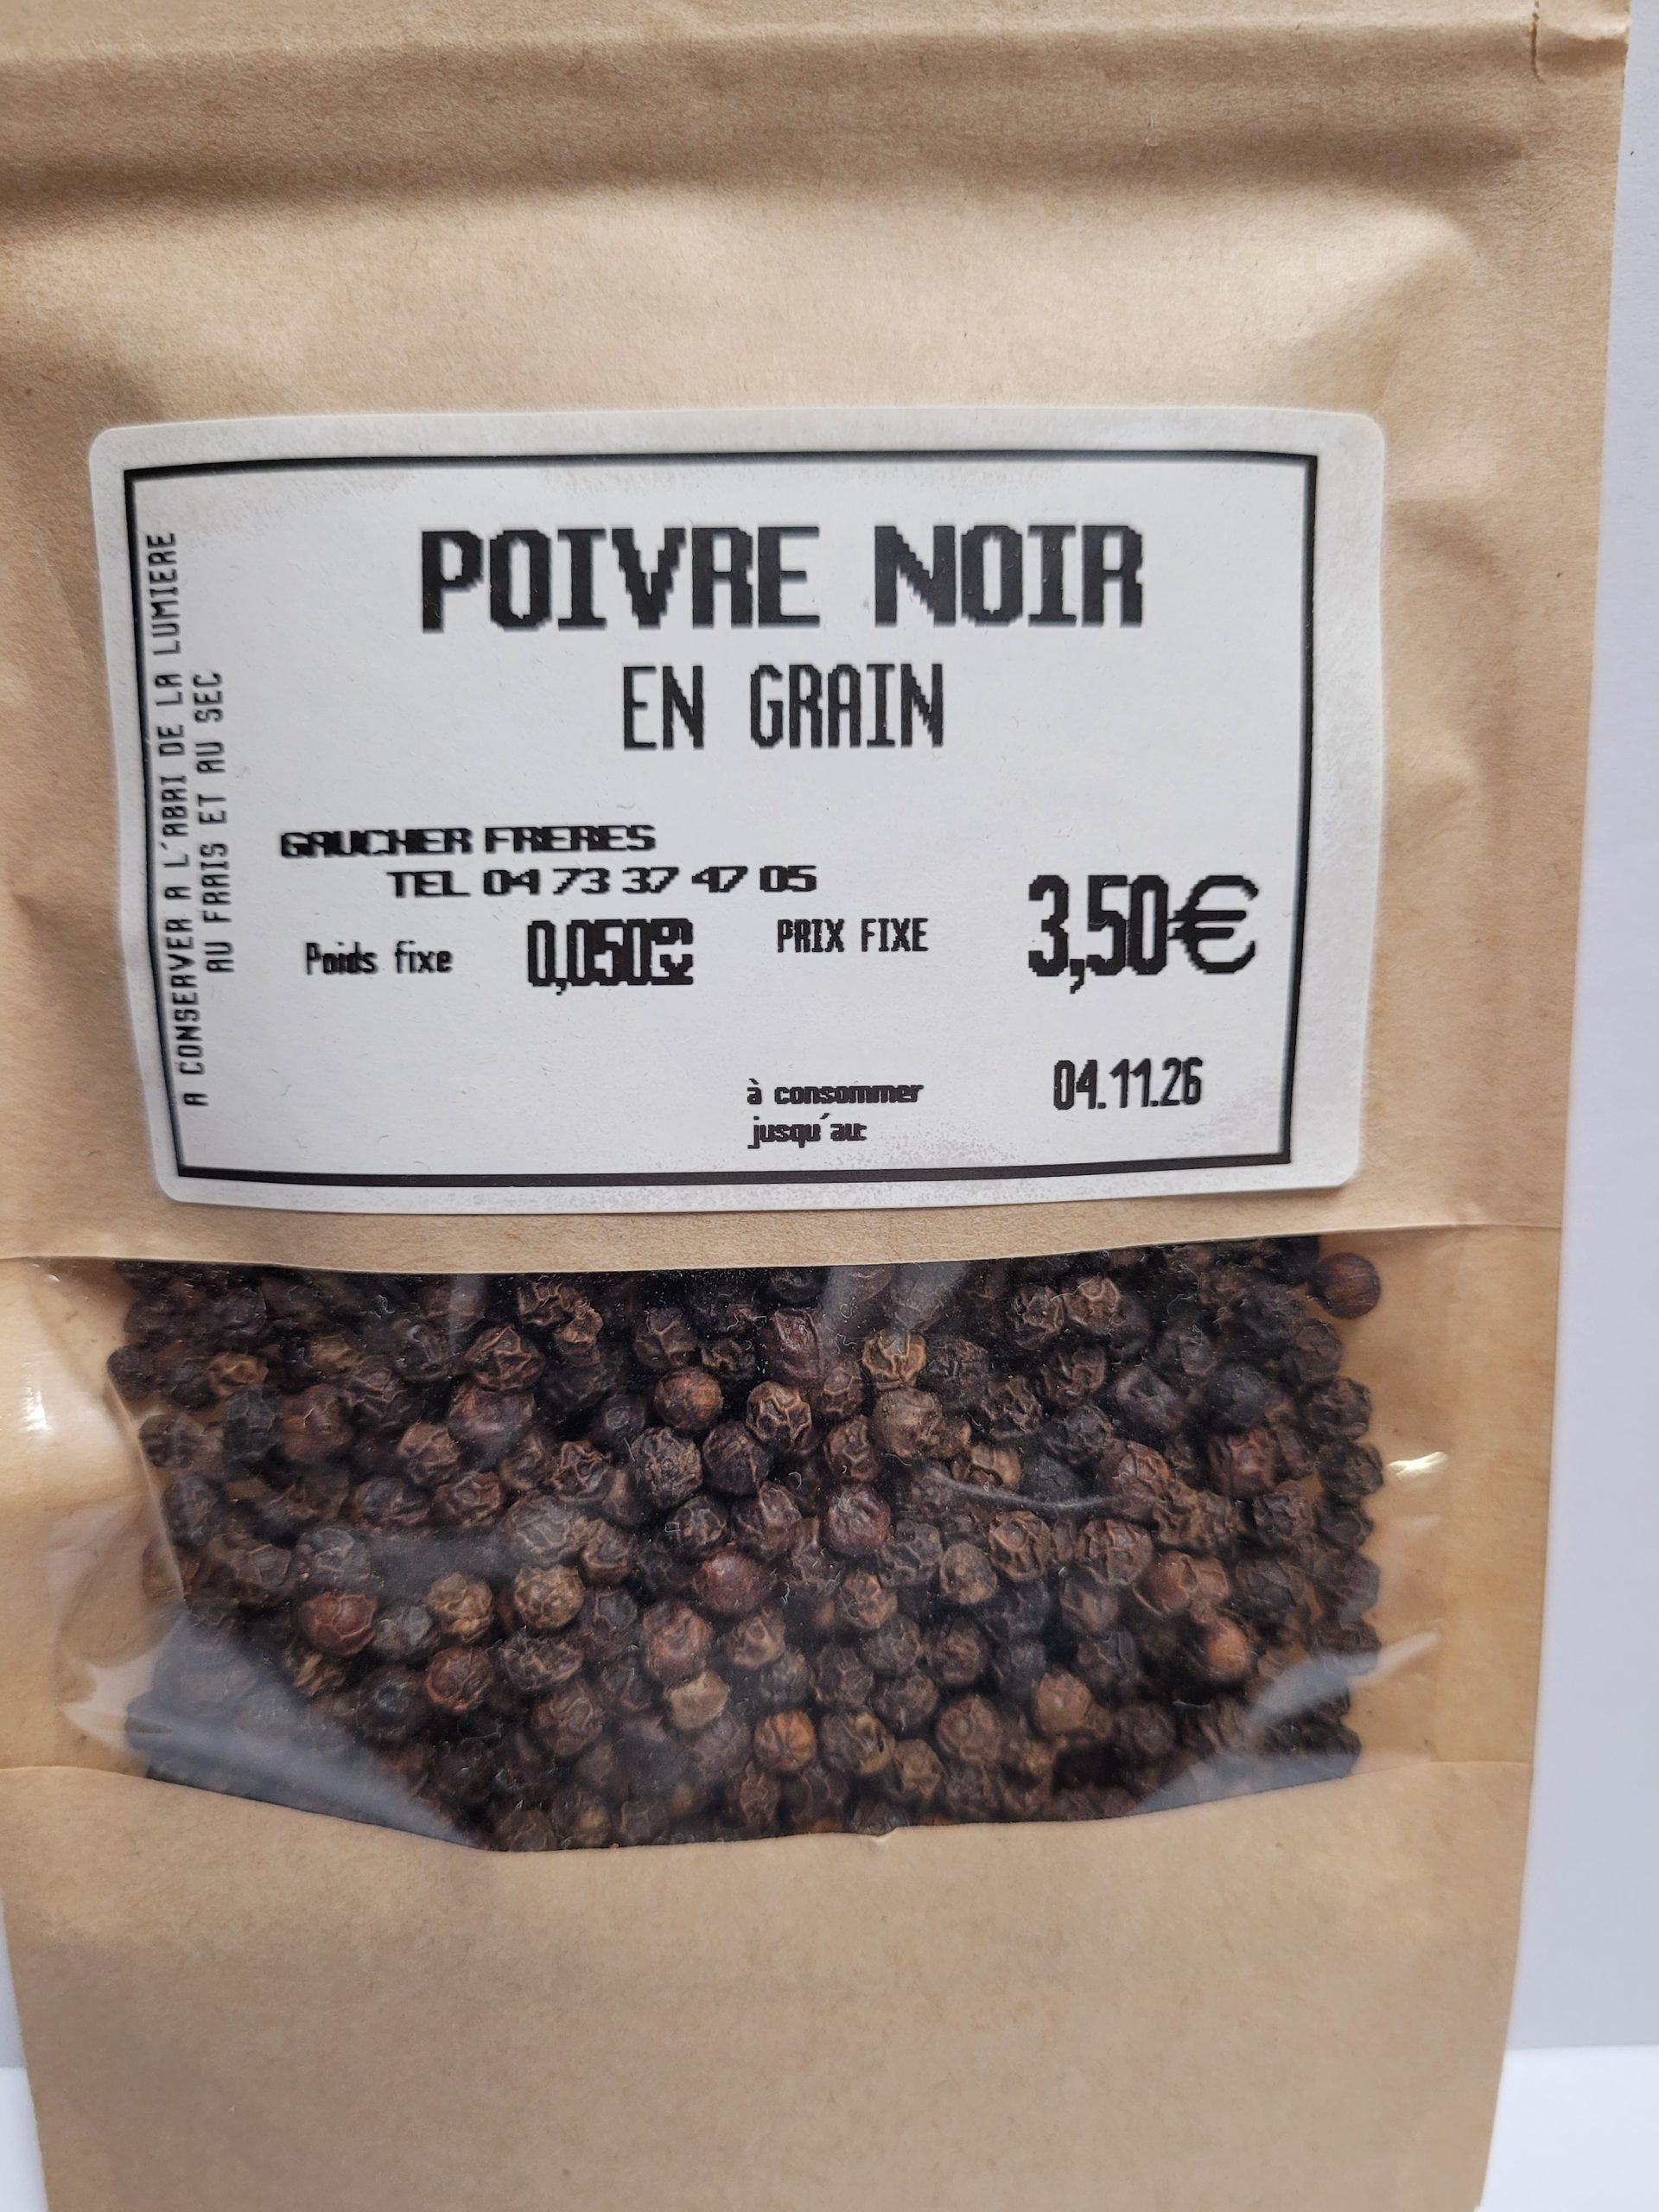 POIVRE NOIR
EN GRAIN
GAUCHER FRERES
TEL 04 73 37 47 05
Poids fixe 0,050kg PRIX FIXE 3,50€
à consommer 04.11.26
jusqu'au:
A CONSERVER A L'ABRI DE LA LUMIERE
AU FRAIS ET AU SEC